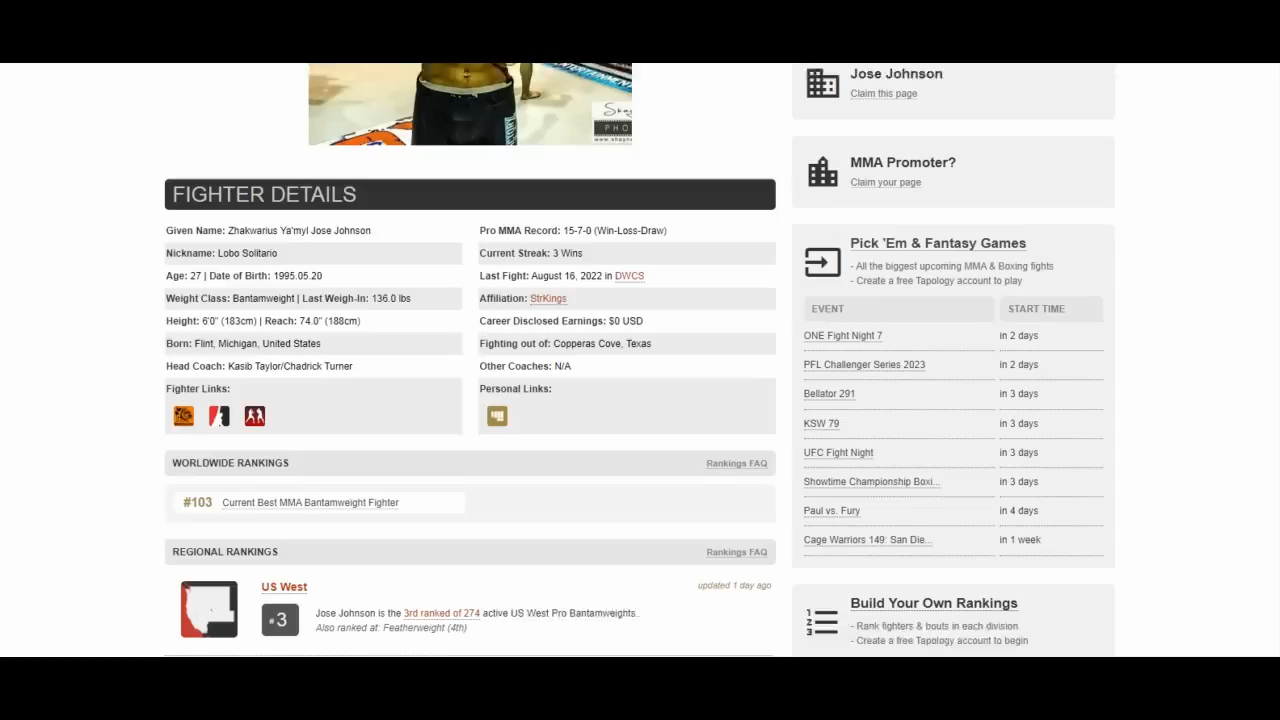 ENTERTAINMENT
PHO
Jose Johnson
Claim this page
MMA Promoter?
Claim your page
FIGHTER DETAILS
Given Name: Zhakwarius Ya'myl Jose Johnson
Nickname: Lobo Solitario
Age: 27 | Date of Birth: 1995.05.20
Weight Class: Bantamweight | Last Weigh-In: 136.0 lbs
Height: 6'0" (183cm) | Reach: 74.0" (188cm)
Born: Flint, Michigan, United States
Head Coach: Kasib Taylor/Chadrick Turner
Fighter Links:
Pro MMA Record: 15-7-0 (Win-Loss-Draw)
Current Streak: 3 Wins
Last Fight: August 16, 2022 in DWCS
Affiliation: StrKings
Career Disclosed Earnings: $0 USD
Fighting out of: Copperas Cove, Texas
Other Coaches: N/A
Personal Links:
WORLDWIDE RANKINGS
Rankings FAQ
#103 Current Best MMA Bantamweight Fighter
REGIONAL RANKINGS
Rankings FAQ
US West
updated 1 day ago
#3
Jose Johnson is the 3rd ranked of 274 active US West Pro Bantamweights..
Also ranked at: Featherweight (4th)
Pick 'Em & Fantasy Games
- All the biggest upcoming MMA & Boxing fights
- Create a free Tapology account to play
EVENT START TIME
ONE Fight Night 7 in 2 days
PFL Challenger Series 2023 in 2 days
Bellator 291 in 3 days
KSW 79 in 3 days
UFC Fight Night in 3 days
Showtime Championship Boxi... in 3 days
Paul vs. Fury in 4 days
Cage Warriors 149: San Die... in 1 week
Build Your Own Rankings
- Rank fighters & bouts in each division
- Create a free Tapology account to begin